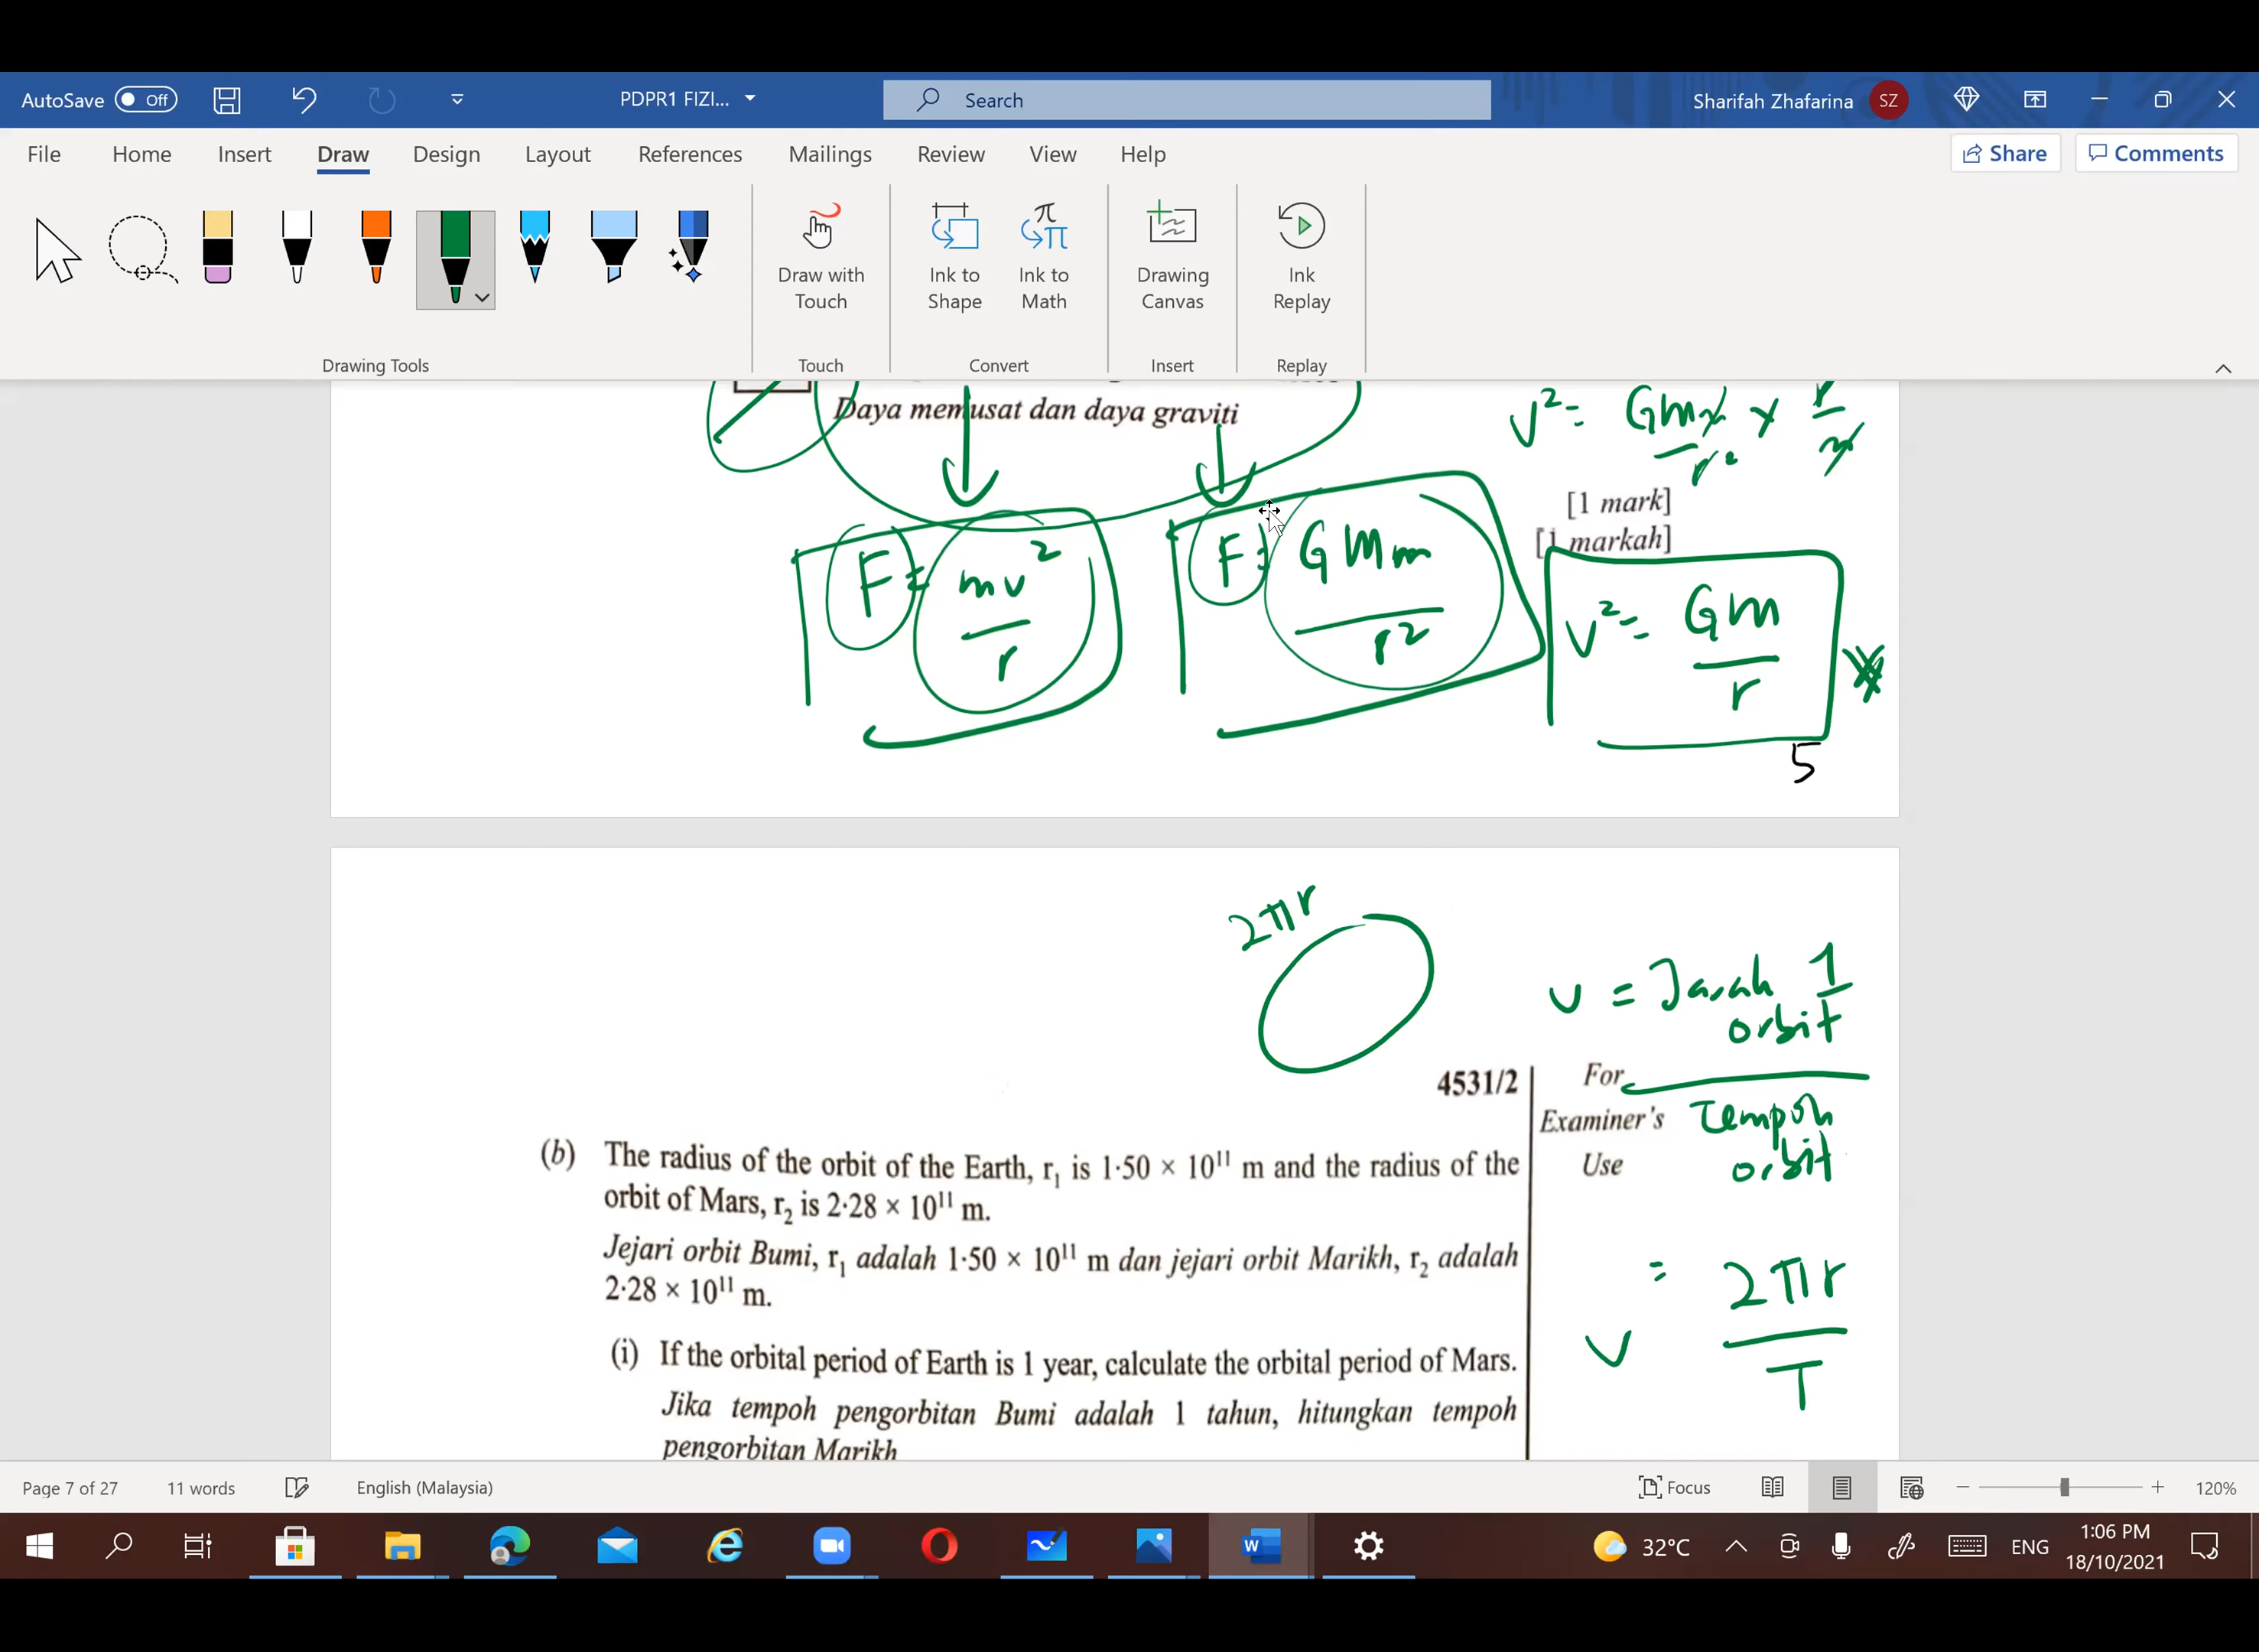 AutoSave Off PDPR1 FIZI... Search Sharifah Zhafarina SZ
File Home Insert Draw Design Layout References Mailings Review View Help Share Comments
Draw with Touch
Ink to Shape
Ink to Math
Drawing Canvas
Ink Replay
Drawing Tools Touch Convert Insert Replay
Daya memusat dan daya graviti
v² = GMm/r² × r/m
[1 mark]
[1 markah]
F = mv²/r
F = GMm/r²
v² = GM/r
5
2πr
v = Jarak 1 orbit
Tempoh orbit
4531/2
For
Examiner's
Use
(b) The radius of the orbit of the Earth, r₁ is 1·50 × 10¹¹ m and the radius of the
orbit of Mars, r₂ is 2·28 × 10¹¹ m.
Jejari orbit Bumi, r₁ adalah 1·50 × 10¹¹ m dan jejari orbit Marikh, r₂ adalah
2·28 × 10¹¹ m.
v = 2πr/T
(i) If the orbital period of Earth is 1 year, calculate the orbital period of Mars.
Jika tempoh pengorbitan Bumi adalah 1 tahun, hitungkan tempoh
pengorbitan Marikh
Page 7 of 27 11 words English (Malaysia) Focus 120%
32°C ENG 1:06 PM
18/10/2021